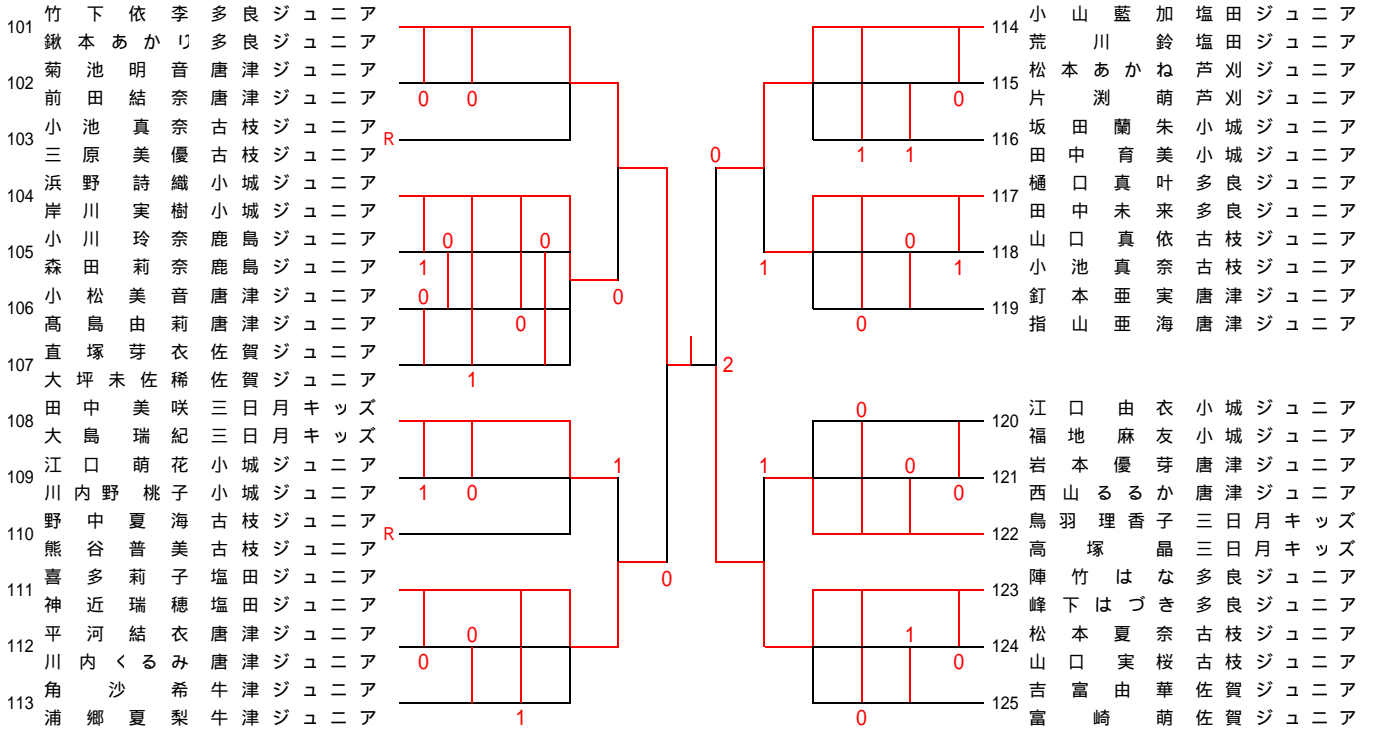 101 竹下依李 多良ジュニア
鍬本あかり 多良ジュニア
102 菊池明音 唐津ジュニア
前田結奈 唐津ジュニア
103 小池真奈 古枝ジュニア R
三原美優 古枝ジュニア
104 浜野詩織 小城ジュニア
岸川実樹 小城ジュニア
105 小川玲奈 鹿島ジュニア
森田莉奈 鹿島ジュニア
106 小松美音 唐津ジュニア
髙島由莉 唐津ジュニア
107 直塚芽衣 佐賀ジュニア
大坪未佐稀 佐賀ジュニア
108 田中美咲 三日月キッズ
大島瑞紀 三日月キッズ
109 江口萌花 小城ジュニア
川内野桃子 小城ジュニア
110 野中夏海 古枝ジュニア R
熊谷普美 古枝ジュニア
111 喜多莉子 塩田ジュニア
神近瑞穂 塩田ジュニア
112 平河結衣 唐津ジュニア
川内くるみ 唐津ジュニア
113 角沙希 牛津ジュニア
浦郷夏梨 牛津ジュニア
0 0
0 0
1
0
0
0
1
1
1 0
0
0
0
1
0
2
0
1
0
1 1
0
1
0
1
0
0
1
0
0
1
0
0
114 小山藍加 塩田ジュニア
荒川鈴 塩田ジュニア
115 松本あかね 芦刈ジュニア
片渕萌 芦刈ジュニア
116 坂田蘭朱 小城ジュニア
田中育美 小城ジュニア
117 樋口真叶 多良ジュニア
田中未来 多良ジュニア
118 山口真依 古枝ジュニア
小池真奈 古枝ジュニア
119 釘本亜実 唐津ジュニア
指山亜海 唐津ジュニア
120 江口由衣 小城ジュニア
福地麻友 小城ジュニア
121 岩本優芽 唐津ジュニア
西山るるか 唐津ジュニア
122 鳥羽理香子 三日月キッズ
高塚晶 三日月キッズ
123 陣竹はな 多良ジュニア
峰下はづき 多良ジュニア
124 松本夏奈 古枝ジュニア
山口実桜 古枝ジュニア
125 吉富由華 佐賀ジュニア
富崎萌 佐賀ジュニア